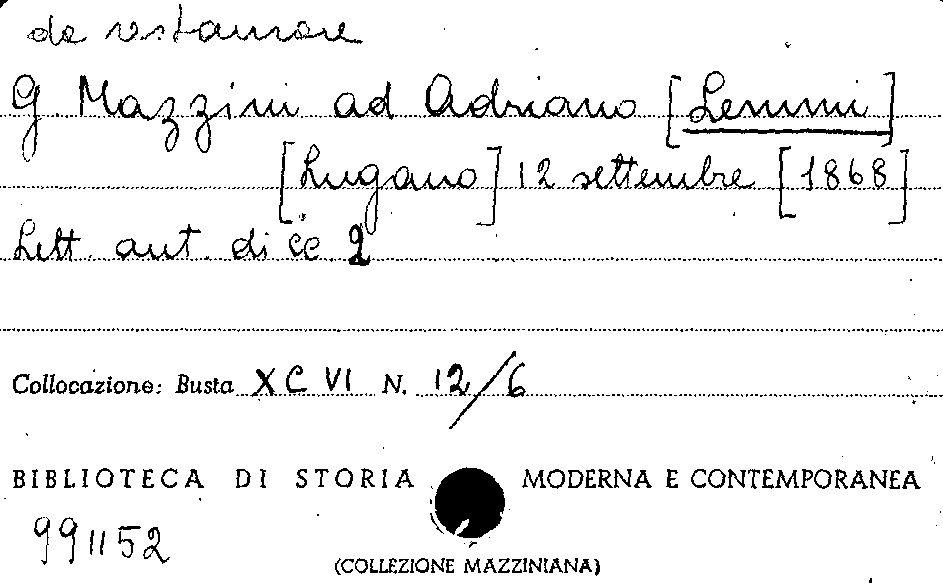 da restaurare
G. Mazzini ad Adriano [Lemmi]
[Lugano] 12 settembre [1868]
Lett. aut. di cc. 2
Collocazione: Busta XCVI N. 12/6
BIBLIOTECA DI STORIA MODERNA E CONTEMPORANEA
991152
(COLLEZIONE MAZZINIANA)